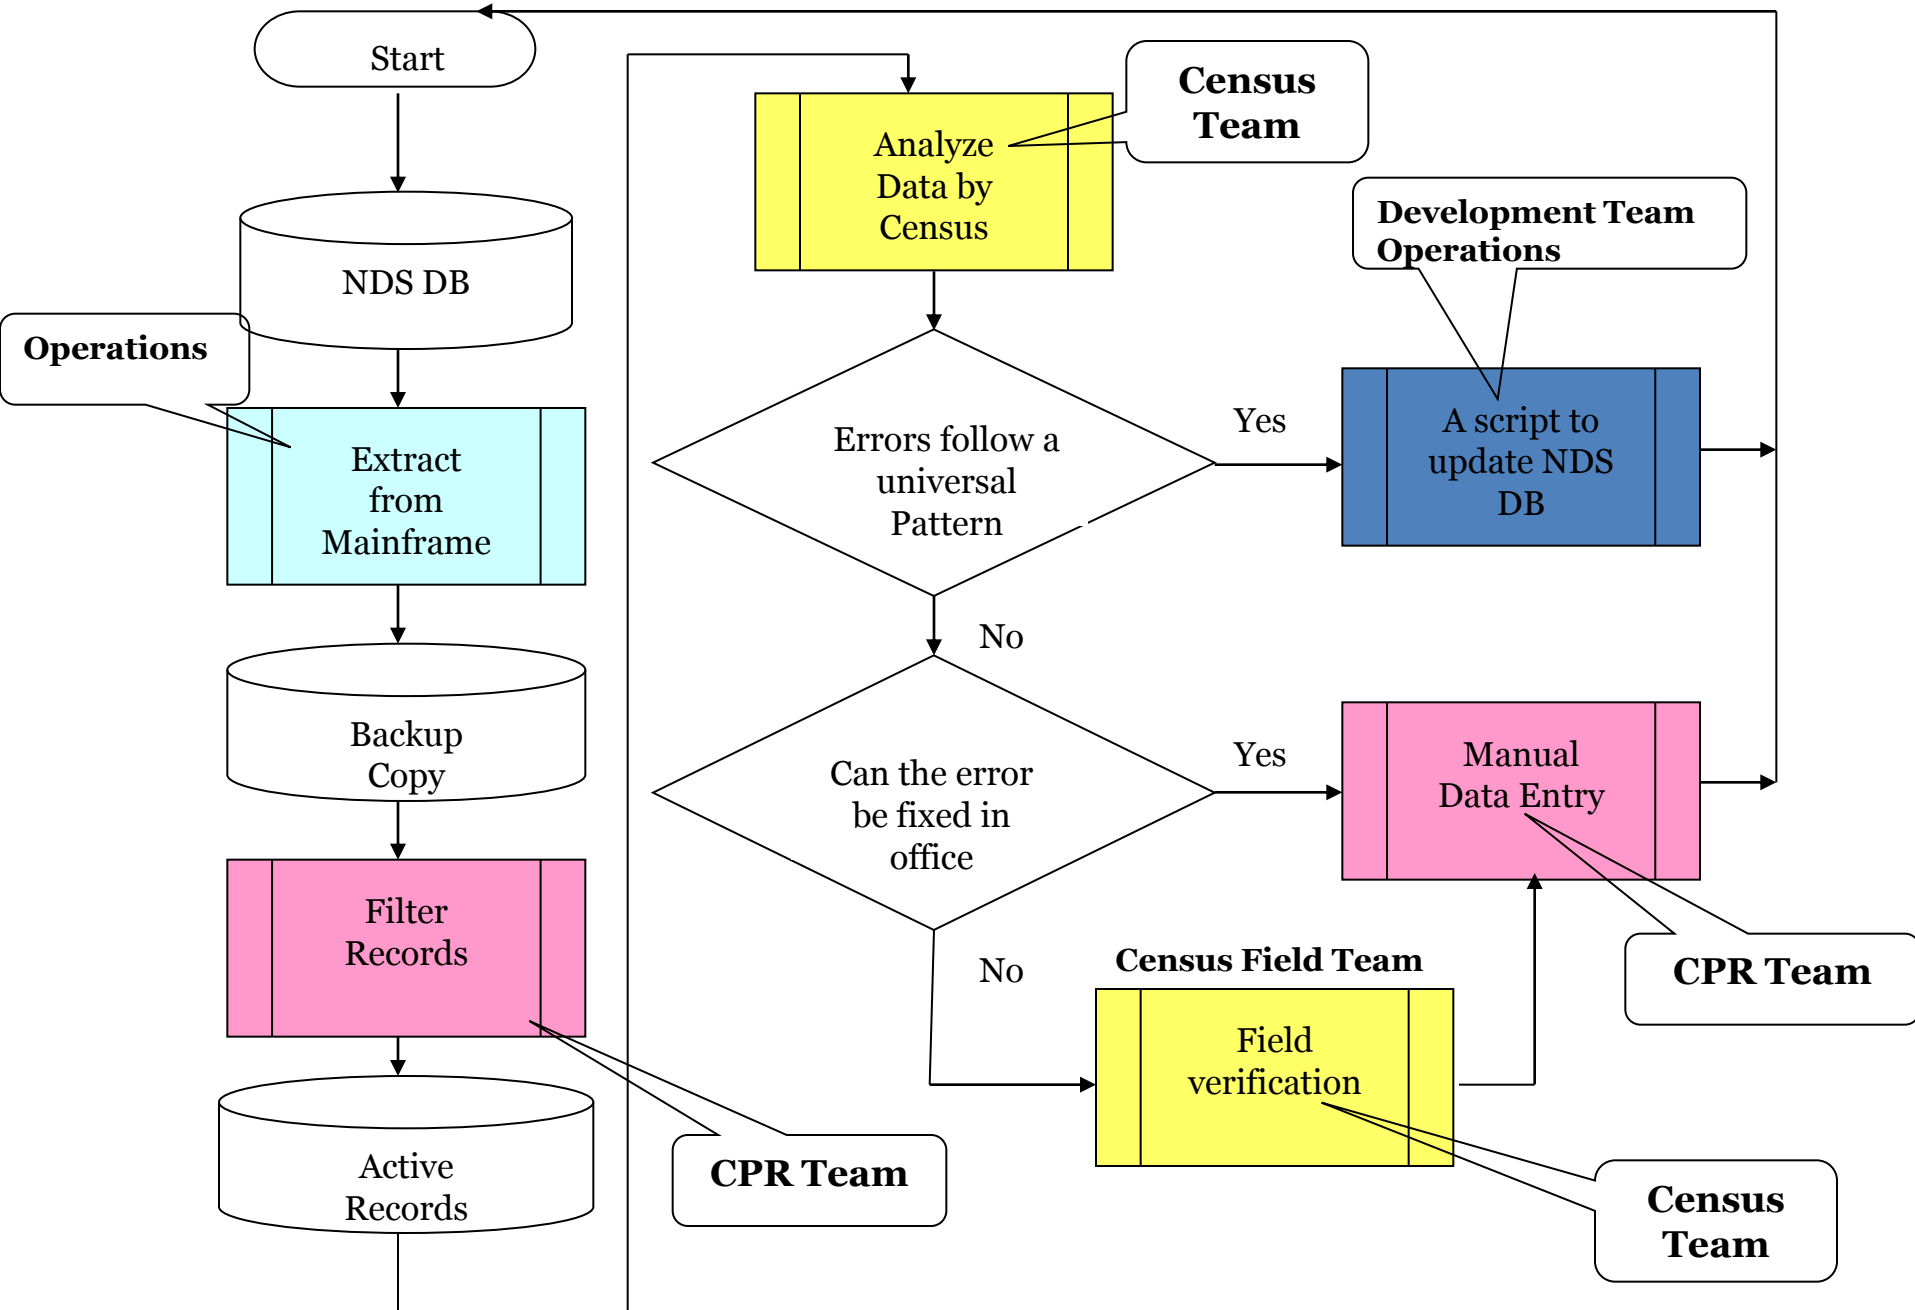 Start
NDS DB
Operations
Extract
from
Mainframe
Backup
Copy
Filter
Records
CPR Team
Active
Records
Analyze
Data by
Census
Census
Team
Errors follow a
universal
Pattern
Yes
Development Team
Operations
A script to
update NDS
DB
No
Can the error
be fixed in
office
Yes
Manual
Data Entry
CPR Team
No
Census Field Team
Field
verification
Census
Team